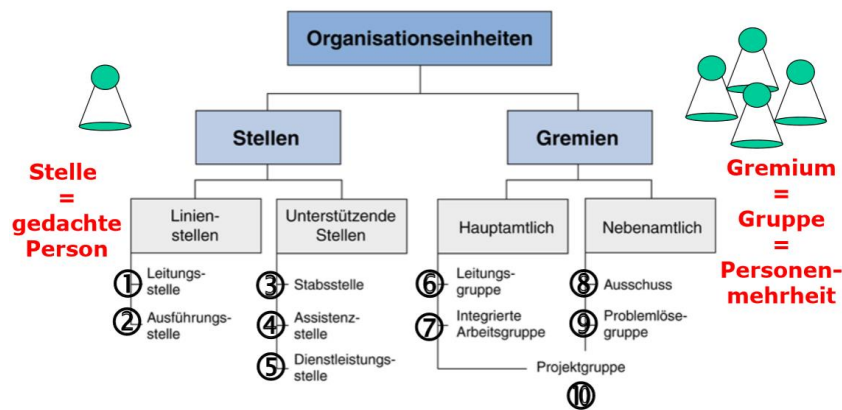 Organisationseinheiten
Stellen
Gremien
Stelle
=
gedachte
Person
Gremium
=
Gruppe
=
Personen-
mehrheit
Linien-
stellen
Unterstützende
Stellen
Hauptamtlich
Nebenamtlich
① Leitungs-
stelle
② Ausführungs-
stelle
③ Stabsstelle
④ Assistenz-
stelle
⑤ Dienstleistungs-
stelle
⑥ Leitungs-
gruppe
⑦ Integrierte
Arbeitsgruppe
⑧ Ausschuss
⑨ Problemlöse-
gruppe
Projektgruppe
⑩